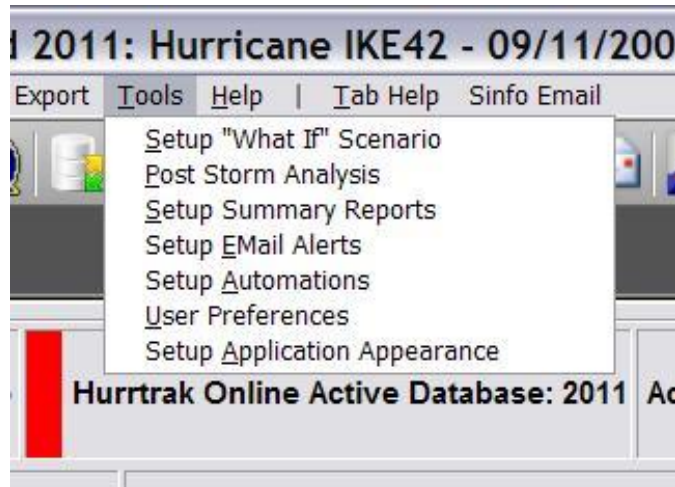 2011: Hurricane IKE42 - 09/11/200
Export Tools Help | Tab Help Sinfo Email
Setup "What If" Scenario
Post Storm Analysis
Setup Summary Reports
Setup EMail Alerts
Setup Automations
User Preferences
Setup Application Appearance
Hurrtrak Online Active Database: 2011